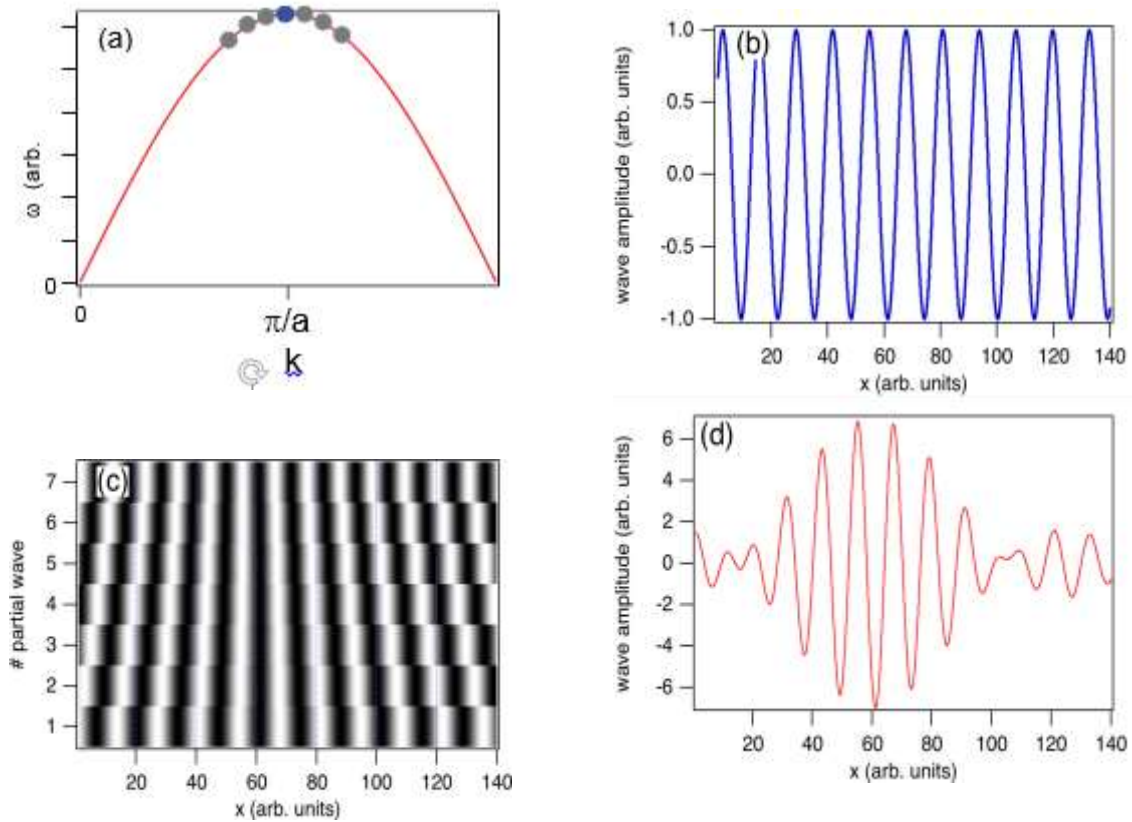 (a)
ω (arb.
0
0
π/a
k
(b)
wave amplitude (arb. units)
1.0
0.5
0.0
-0.5
-1.0
20 40 60 80 100 120 140
x (arb. units)
(c)
# partial wave
7
6
5
4
3
2
1
20 40 60 80 100 120 140
x (arb. units)
(d)
wave amplitude (arb. units)
6
4
2
0
-2
-4
-6
20 40 60 80 100 120 140
x (arb. units)